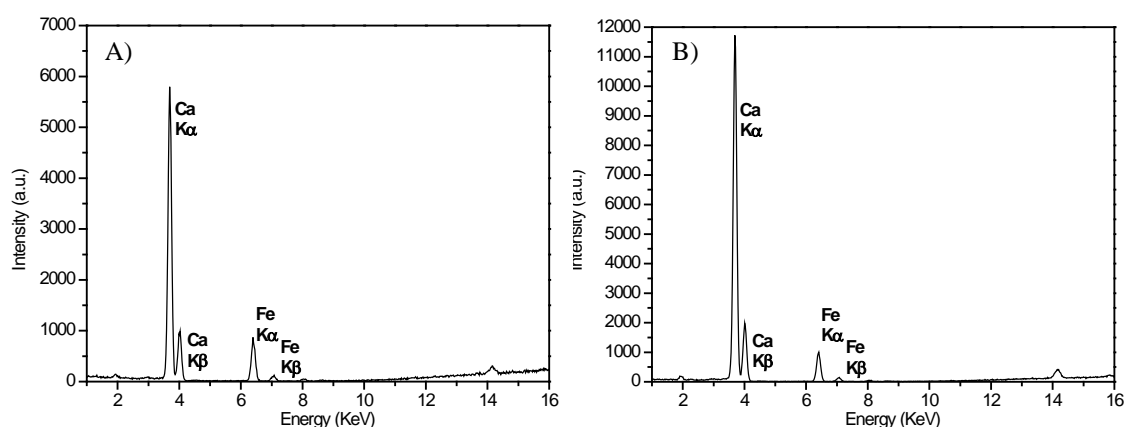 A)
7000
6000
5000
4000
3000
2000
1000
0
Intensity (a.u.)
Ca
Kα
Ca
Kβ
Fe
Kα
Fe
Kβ
2 4 6 8 10 12 14 16
Energy (KeV)
B)
12000
11000
10000
9000
8000
7000
6000
5000
4000
3000
2000
1000
0
Intensity (a.u.)
Ca
Kα
Ca
Kβ
Fe
Kα
Fe
Kβ
2 4 6 8 10 12 14 16
Energy (KeV)